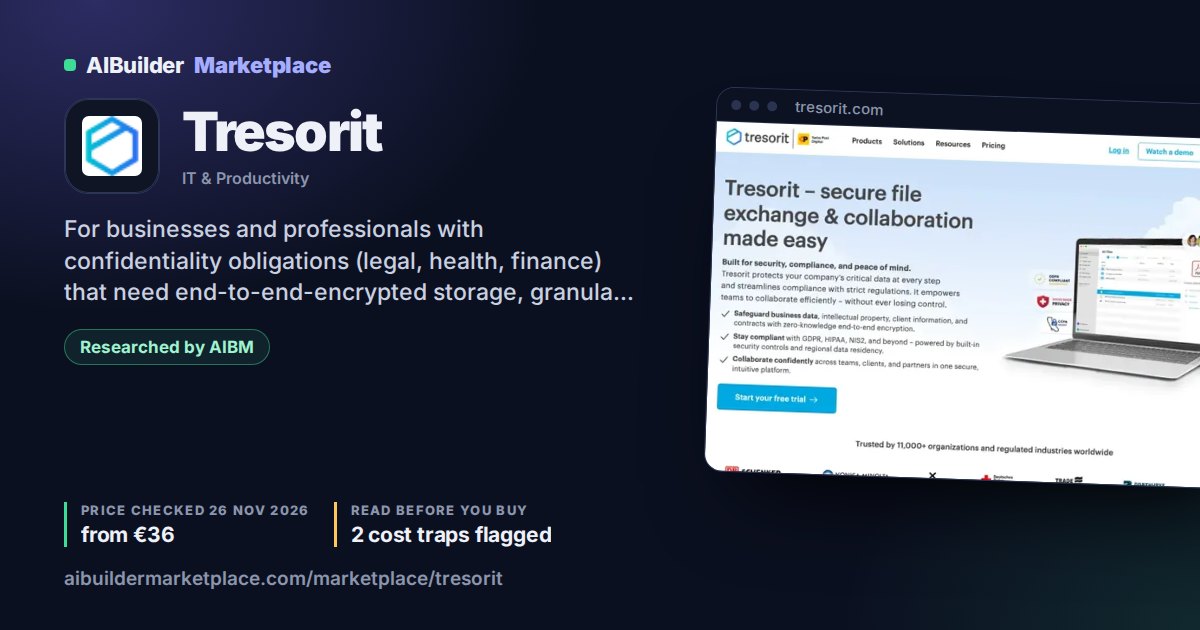 AIBuilder Marketplace
Tresorit
IT & Productivity
For businesses and professionals with
confidentiality obligations (legal, health, finance)
that need end-to-end-encrypted storage, granula...
Researched by AIBM
PRICE CHECKED 26 NOV 2026
from €36
READ BEFORE YOU BUY
2 cost traps flagged
aibuildermarketplace.com/marketplace/tresorit
tresorit.com
tresorit
Products Solutions Resources Pricing
Log in
Watch a demo
Tresorit – secure file
exchange & collaboration
made easy
Built for security, compliance, and peace of mind.
Tresorit protects your company's critical data at every step
and streamlines compliance with strict regulations. It empowers
teams to collaborate efficiently – without ever losing control.
Safeguard business data, intellectual property, client information, and
contracts with zero-knowledge end-to-end encryption.
Stay compliant with GDPR, HIPAA, NIS2, and beyond – powered by built-in
security controls and regional data residency.
Collaborate confidently across teams, clients, and partners in one secure,
intuitive platform.
Start your free trial →
Trusted by 11,000+ organizations and regulated industries worldwide